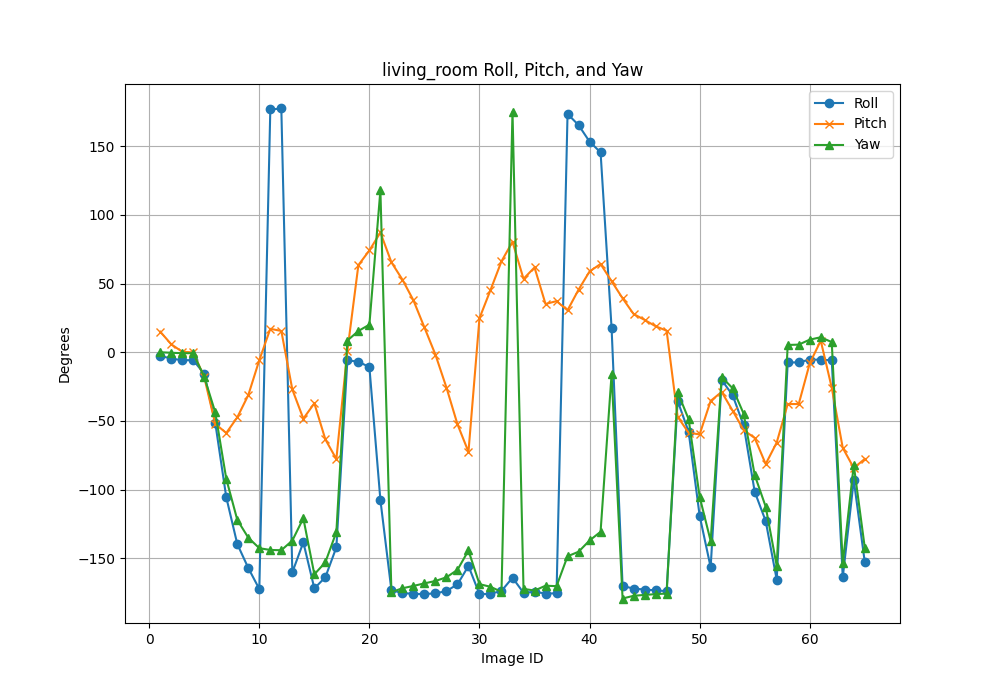 living_room Roll, Pitch, and Yaw
Roll
Pitch
Yaw
Degrees
150
100
50
0
−50
−100
−150
0 10 20 30 40 50 60
Image ID